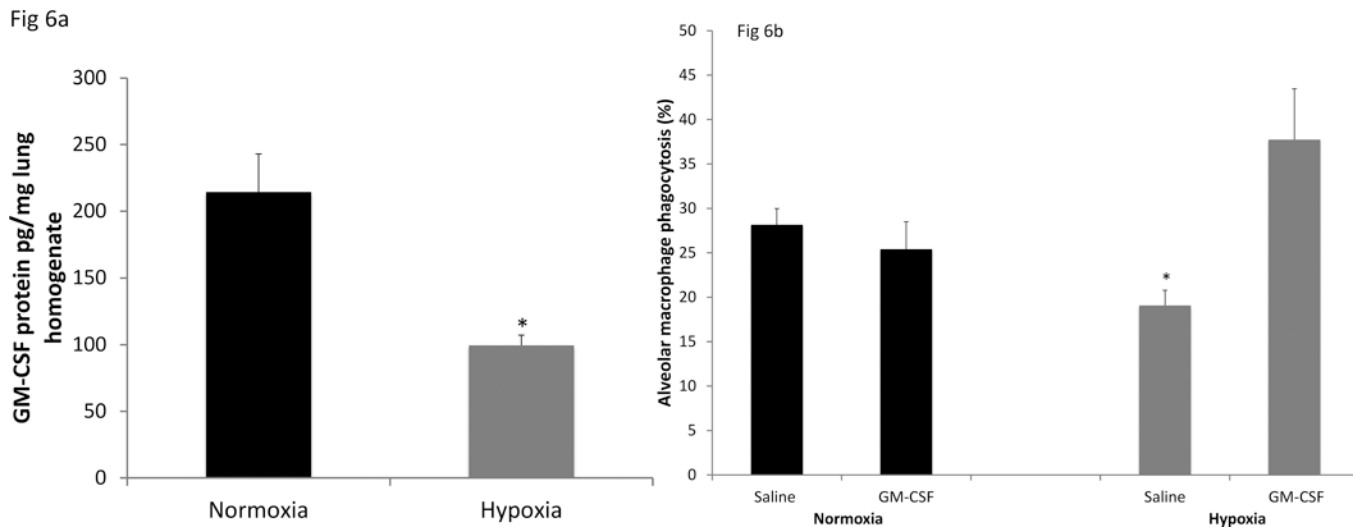 Fig 6a
GM-CSF protein pg/mg lung
homogenate
300
250
200
150
100
50
0
*
Normoxia
Hypoxia
Fig 6b
Alveolar macrophage phagocytosis (%)
50
45
40
35
30
25
20
15
10
5
0
*
Saline
GM-CSF
Saline
GM-CSF
Normoxia
Hypoxia